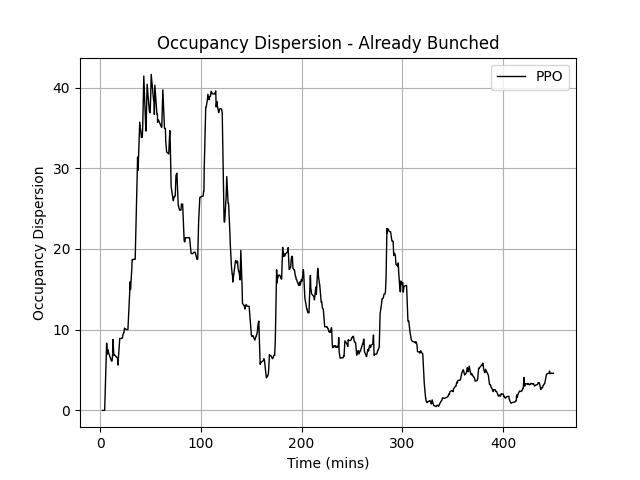 Occupancy Dispersion - Already Bunched
PPO
Occupancy Dispersion
40
30
20
10
0
0 100 200 300 400
Time (mins)